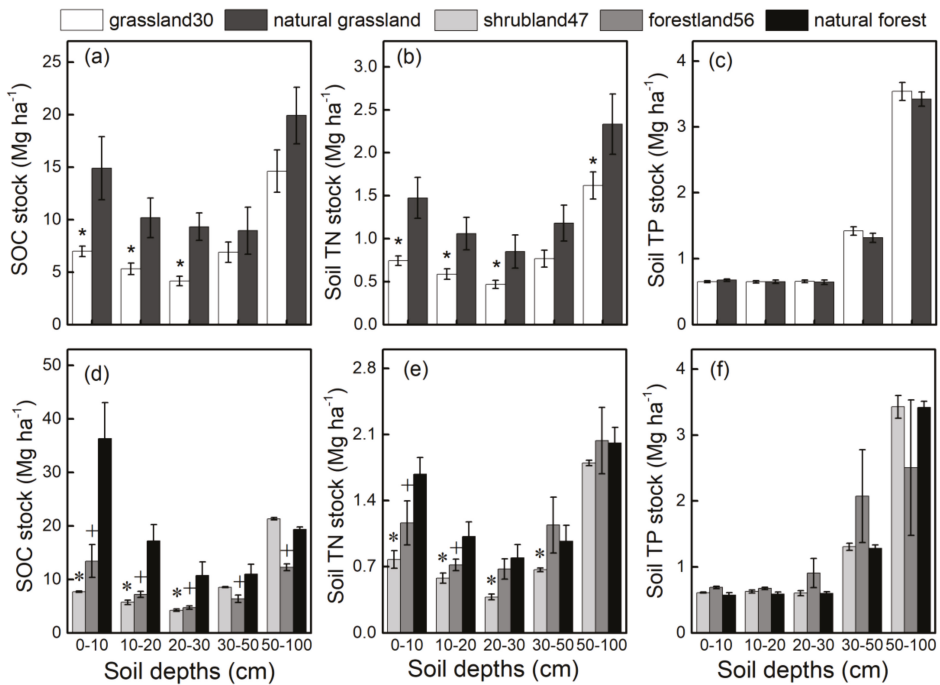 grassland30 natural grassland shrubland47 forestland56 natural forest
(a)
SOC stock (Mg ha⁻¹)
25
20
15
10
5
0
* * *
(b)
Soil TN stock (Mg ha⁻¹)
3.0
2.5
2.0
1.5
1.0
0.5
0.0
* * * *
(c)
Soil TP stock (Mg ha⁻¹)
4
3
2
1
0
(d)
SOC stock (Mg ha⁻¹)
50
40
30
20
10
0
* + * + * + + +
0-10 10-20 20-30 30-50 50-100
Soil depths (cm)
(e)
Soil TN stock (Mg ha⁻¹)
2.8
2.1
1.4
0.7
0.0
* + * + * *
0-10 10-20 20-30 30-50 50-100
Soil depths (cm)
(f)
Soil TP stock (Mg ha⁻¹)
4
3
2
1
0
0-10 10-20 20-30 30-50 50-100
Soil depths (cm)